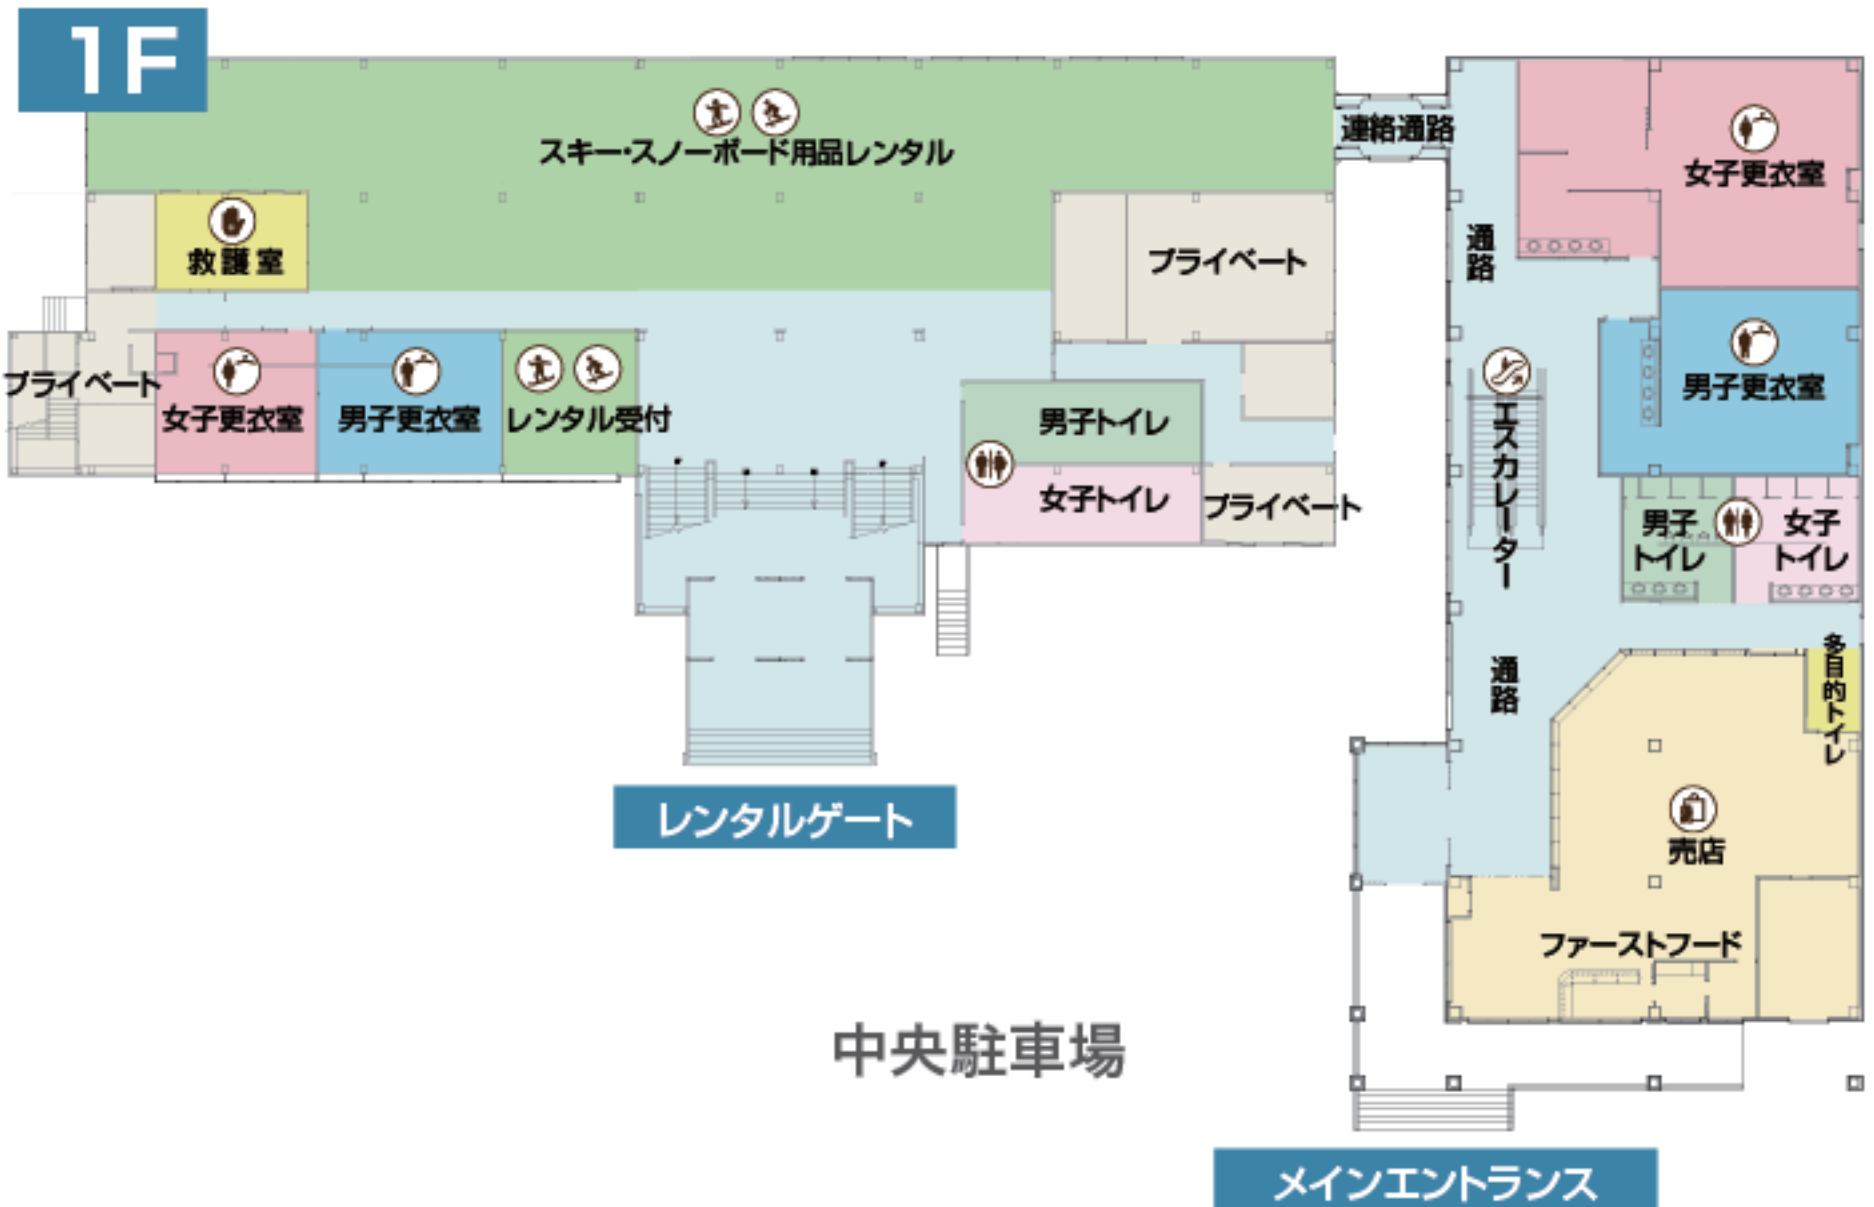 1F
スキー・スノーボード用品レンタル
連絡通路
女子更衣室
救護室
プライベート
通路
プライベート
女子更衣室
男子更衣室
レンタル受付
男子トイレ
女子トイレ
プライベート
エスカレーター
男子更衣室
男子
トイレ
女子
トイレ
多目的トイレ
通路
レンタルゲート
売店
ファーストフード
中央駐車場
メインエントランス